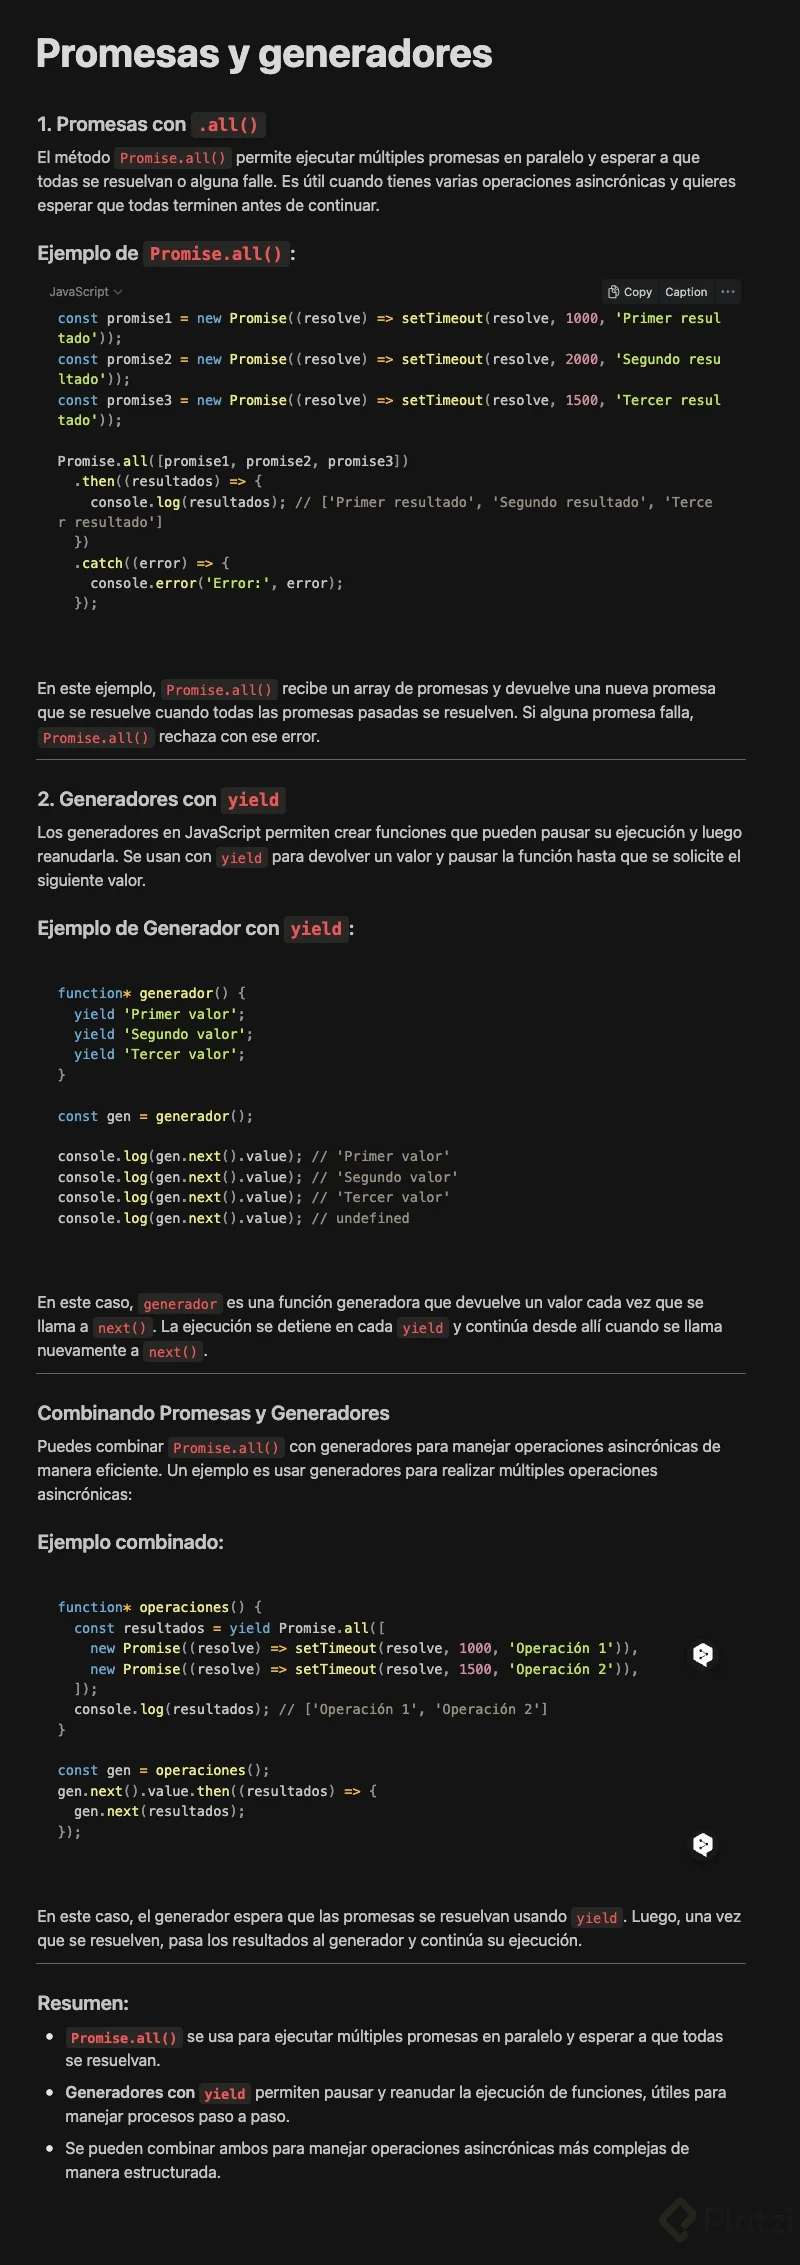 Promesas y generadores
1. Promesas con .all()
El método Promise.all() permite ejecutar múltiples promesas en paralelo y esperar a que
todas se resuelvan o alguna falle. Es útil cuando tienes varias operaciones asincrónicas y quieres
esperar que todas terminen antes de continuar.
Ejemplo de Promise.all():
JavaScript
Copy Caption ···
const promise1 = new Promise((resolve) => setTimeout(resolve, 1000, 'Primer resul
tado'));
const promise2 = new Promise((resolve) => setTimeout(resolve, 2000, 'Segundo resu
ltado'));
const promise3 = new Promise((resolve) => setTimeout(resolve, 1500, 'Tercer resul
tado'));
Promise.all([promise1, promise2, promise3])
  .then((resultados) => {
    console.log(resultados); // ['Primer resultado', 'Segundo resultado', 'Terce
r resultado']
  })
  .catch((error) => {
    console.error('Error:', error);
  });
En este ejemplo, Promise.all() recibe un array de promesas y devuelve una nueva promesa
que se resuelve cuando todas las promesas pasadas se resuelven. Si alguna promesa falla,
Promise.all() rechaza con ese error.
2. Generadores con yield
Los generadores en JavaScript permiten crear funciones que pueden pausar su ejecución y luego
reanudarla. Se usan con yield para devolver un valor y pausar la función hasta que se solicite el
siguiente valor.
Ejemplo de Generador con yield:
function* generador() {
  yield 'Primer valor';
  yield 'Segundo valor';
  yield 'Tercer valor';
}
const gen = generador();
console.log(gen.next().value); // 'Primer valor'
console.log(gen.next().value); // 'Segundo valor'
console.log(gen.next().value); // 'Tercer valor'
console.log(gen.next().value); // undefined
En este caso, generador es una función generadora que devuelve un valor cada vez que se
llama a next(). La ejecución se detiene en cada yield y continúa desde allí cuando se llama
nuevamente a next().
Combinando Promesas y Generadores
Puedes combinar Promise.all() con generadores para manejar operaciones asincrónicas de
manera eficiente. Un ejemplo es usar generadores para realizar múltiples operaciones
asincrónicas:
Ejemplo combinado:
function* operaciones() {
  const resultados = yield Promise.all([
    new Promise((resolve) => setTimeout(resolve, 1000, 'Operación 1')),
    new Promise((resolve) => setTimeout(resolve, 1500, 'Operación 2')),
  ]);
  console.log(resultados); // ['Operación 1', 'Operación 2']
}
const gen = operaciones();
gen.next().value.then((resultados) => {
  gen.next(resultados);
});
En este caso, el generador espera que las promesas se resuelvan usando yield. Luego, una vez
que se resuelven, pasa los resultados al generador y continúa su ejecución.
Resumen:
• Promise.all() se usa para ejecutar múltiples promesas en paralelo y esperar a que todas
se resuelvan.
• Generadores con yield permiten pausar y reanudar la ejecución de funciones, útiles para
manejar procesos paso a paso.
• Se pueden combinar ambos para manejar operaciones asincrónicas más complejas de
manera estructurada.
Platzi